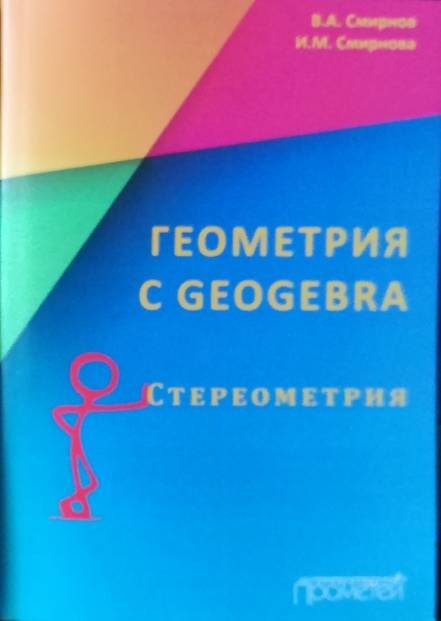 В.А. Смирнов
И.М. Смирнова
ГЕОМЕТРИЯ
С GEOGEBRA
СТЕРЕОМЕТРИЯ
Прометей